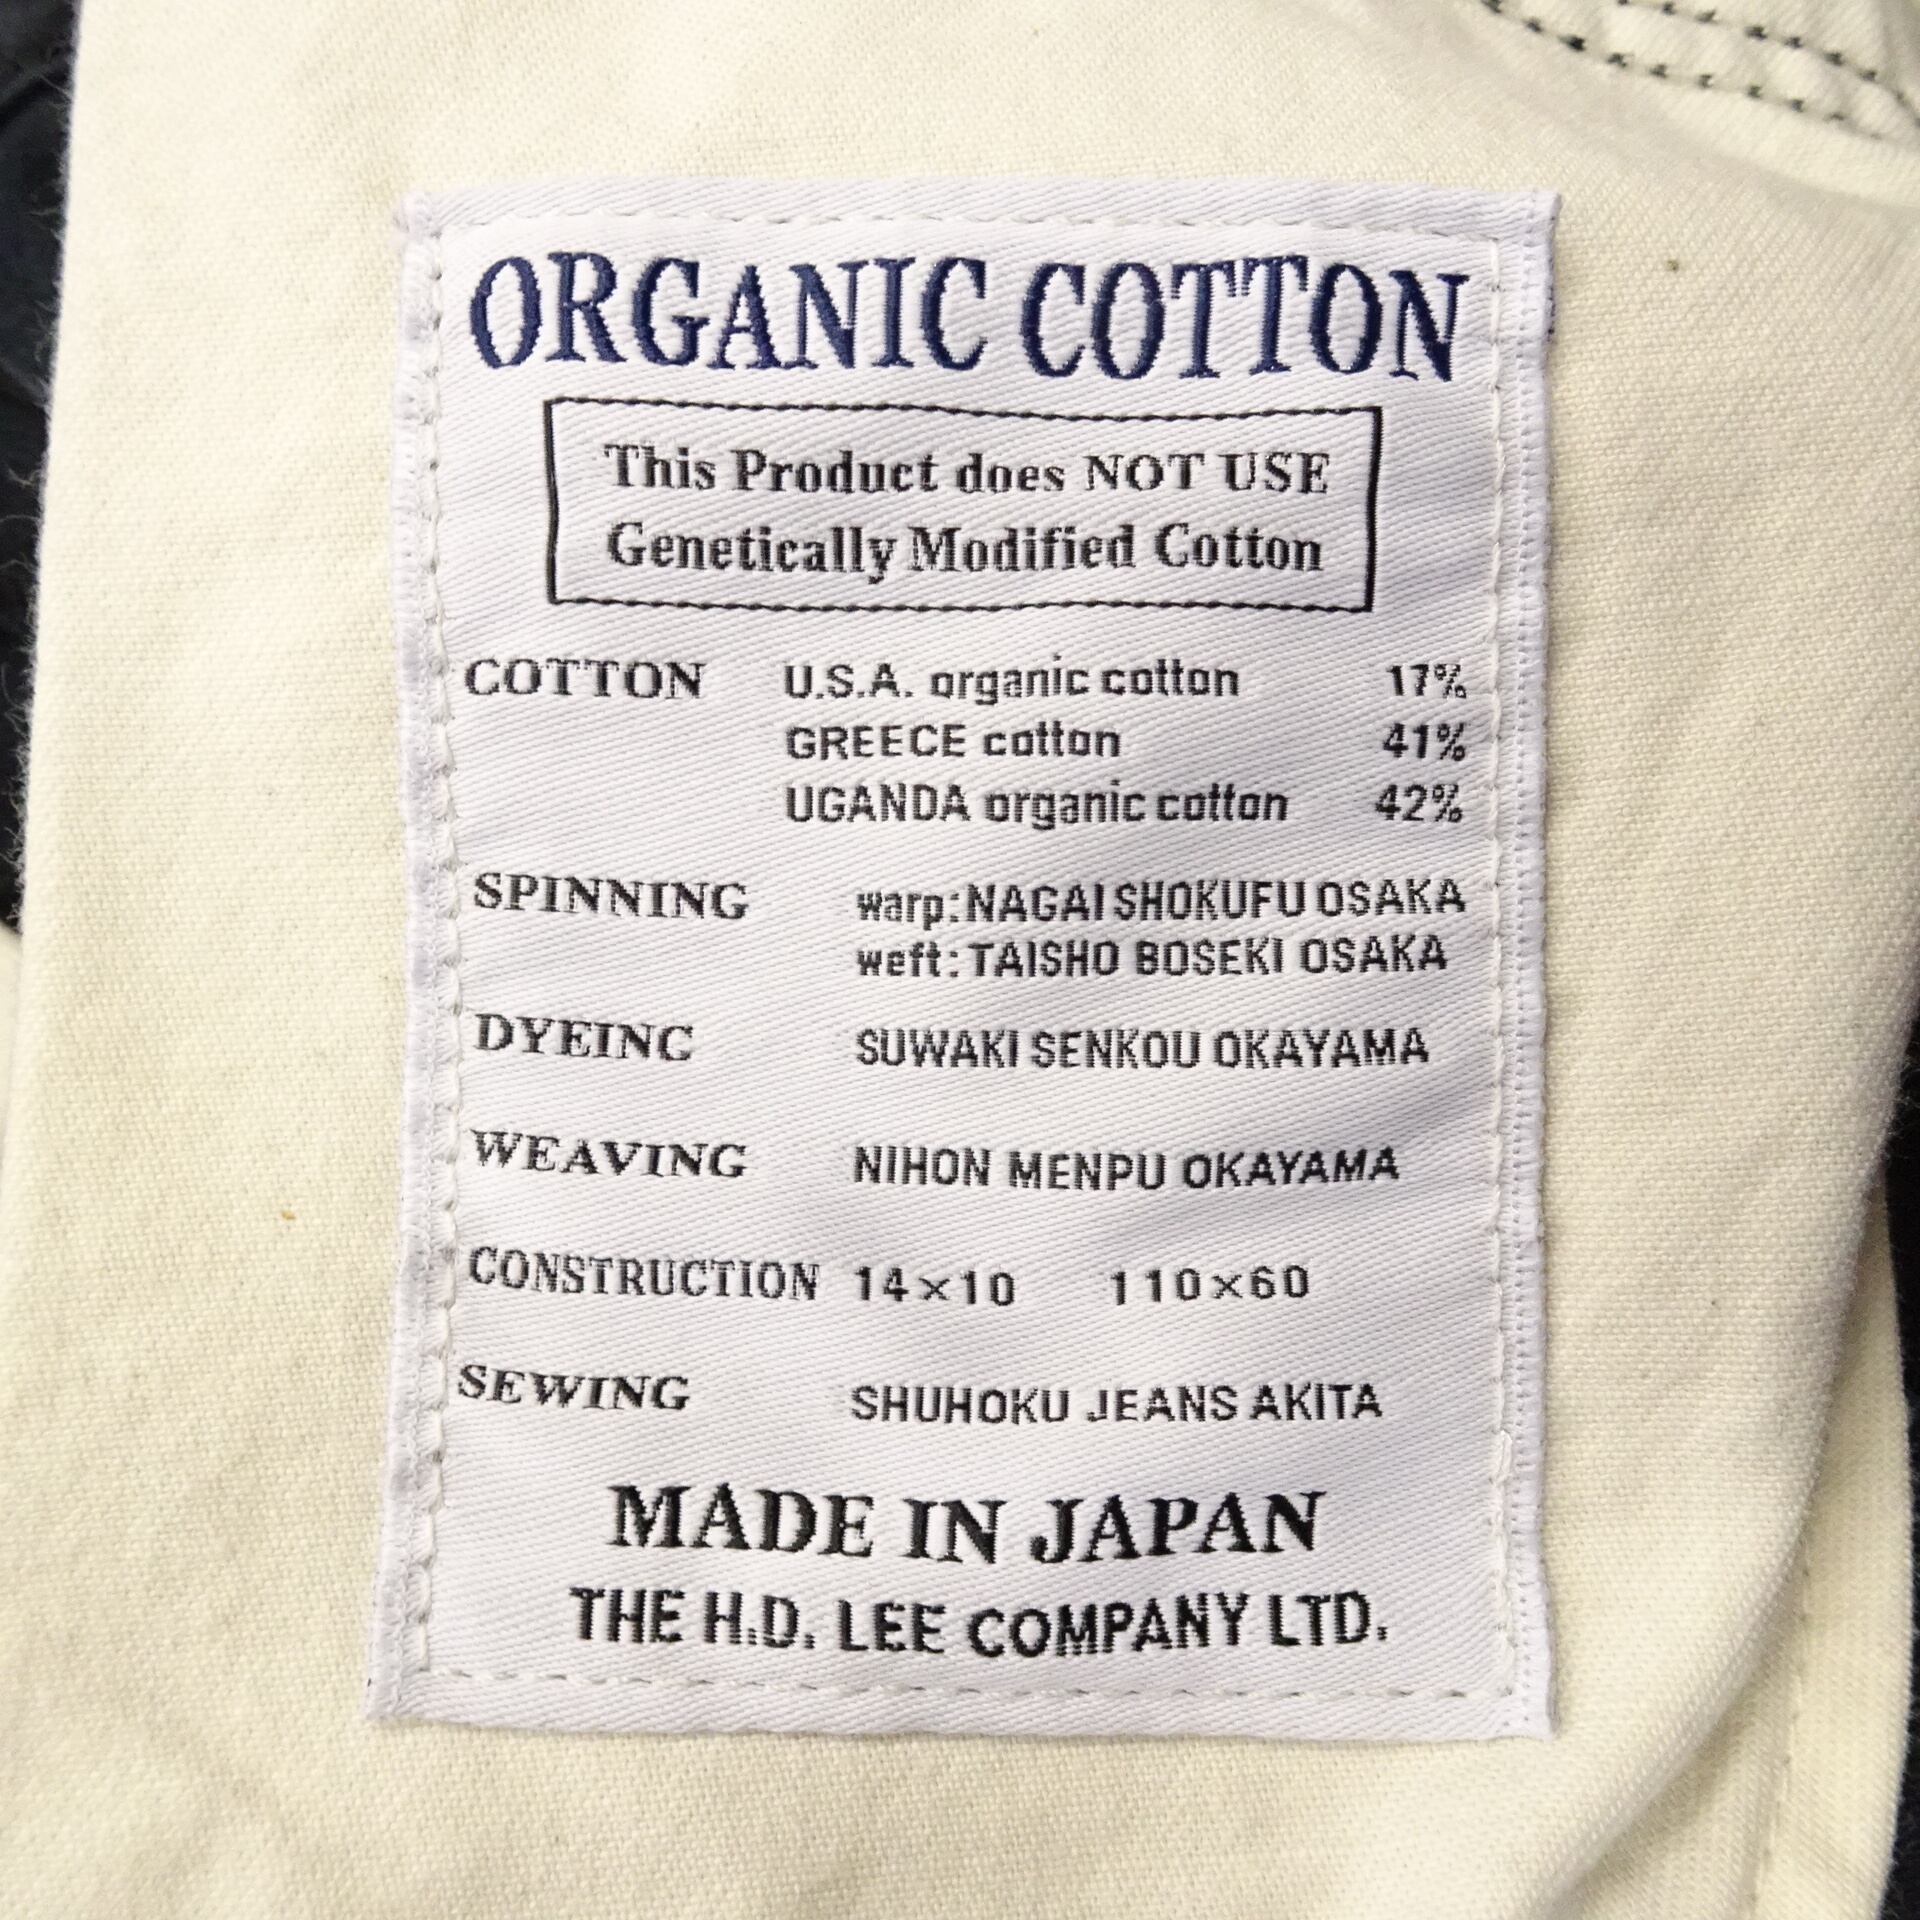 ORGANIC COTTON
This Product does NOT USE
Genetically Modified Cotton
COTTON U.S.A. organic cotton 17%
GREECE cotton 41%
UGANDA organic cotton 42%
SPINNING warp:NAGAI SHOKUFU OSAKA
weft:TAISHO BOSEKI OSAKA
DYEING SUWAKI SENKOU OKAYAMA
WEAVING NIHON MENPU OKAYAMA
CONSTRUCTION 14×10 110×60
SEWING SHUHOKU JEANS AKITA
MADE IN JAPAN
THE H.D. LEE COMPANY LTD.